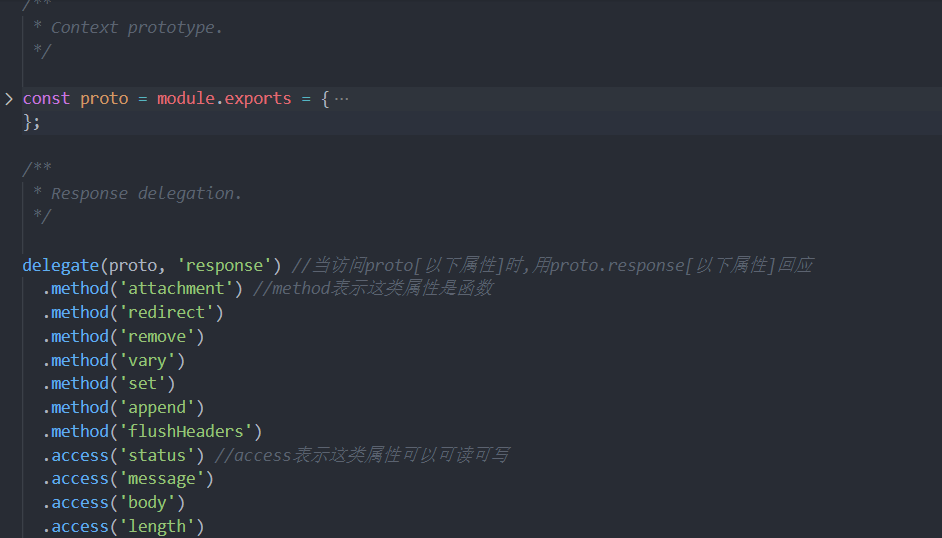 /**
* Context prototype.
*/
const proto = module.exports = { ···
};
/**
* Response delegation.
*/
delegate(proto, 'response') //当访问proto[以下属性]时,用proto.response[以下属性]回应
.method('attachment') //method表示这类属性是函数
.method('redirect')
.method('remove')
.method('vary')
.method('set')
.method('append')
.method('flushHeaders')
.access('status') //access表示这类属性可以可读可写
.access('message')
.access('body')
.access('length')